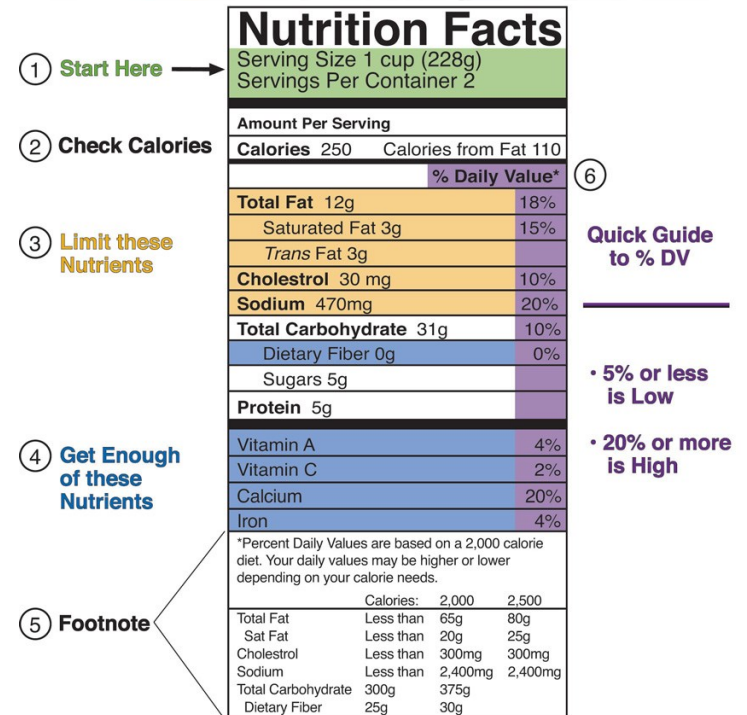 Nutrition Facts
1 Start Here
Serving Size 1 cup (228g)
Servings Per Container 2
Amount Per Serving
2 Check Calories
Calories 250 Calories from Fat 110
% Daily Value* 6
Total Fat 12g 18%
Saturated Fat 3g 15%
3 Limit these
Nutrients
Trans Fat 3g
Cholestrol 30 mg 10%
Sodium 470mg 20%
Total Carbohydrate 31g 10%
Dietary Fiber 0g 0%
Sugars 5g
Protein 5g
Quick Guide
to % DV
• 5% or less
is Low
• 20% or more
is High
4 Get Enough
of these
Nutrients
Vitamin A 4%
Vitamin C 2%
Calcium 20%
Iron 4%
5 Footnote
*Percent Daily Values are based on a 2,000 calorie
diet. Your daily values may be higher or lower
depending on your calorie needs.
Calories: 2,000 2,500
Total Fat Less than 65g 80g
Sat Fat Less than 20g 25g
Cholestrol Less than 300mg 300mg
Sodium Less than 2,400mg 2,400mg
Total Carbohydrate 300g 375g
Dietary Fiber 25g 30g